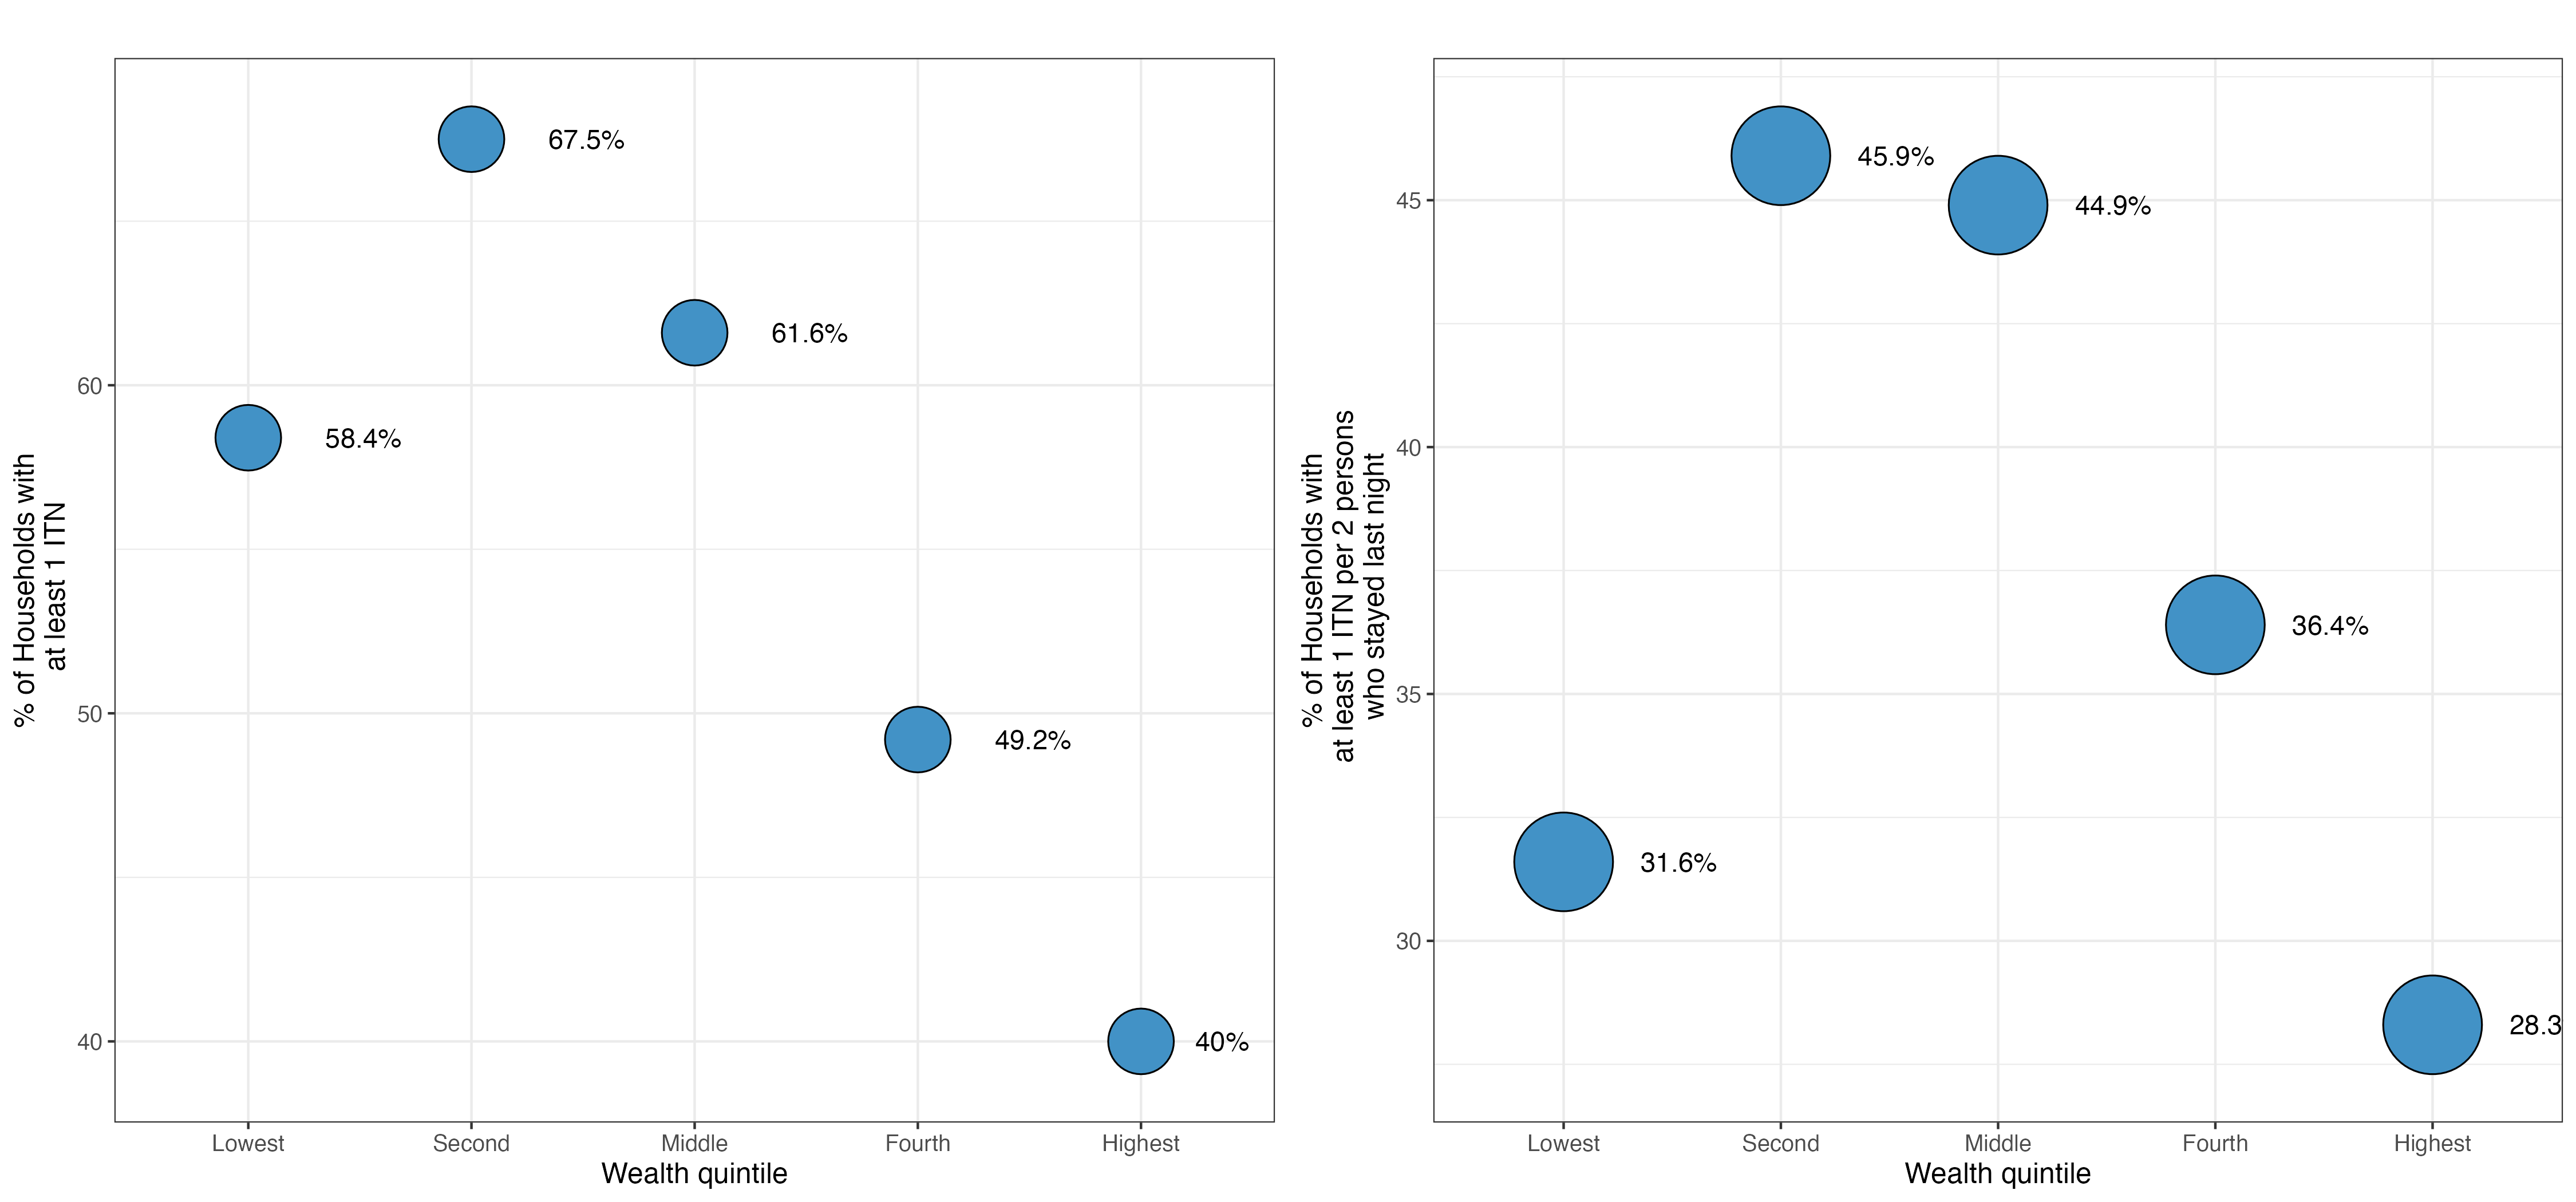 % of Households with
at least 1 ITN
60
50
40
67.5%
61.6%
58.4%
49.2%
40%
Lowest Second Middle Fourth Highest
Wealth quintile
% of Households with
at least 1 ITN per 2 persons
who stayed last night
45
40
35
30
45.9%
44.9%
36.4%
31.6%
28.3
Lowest Second Middle Fourth Highest
Wealth quintile